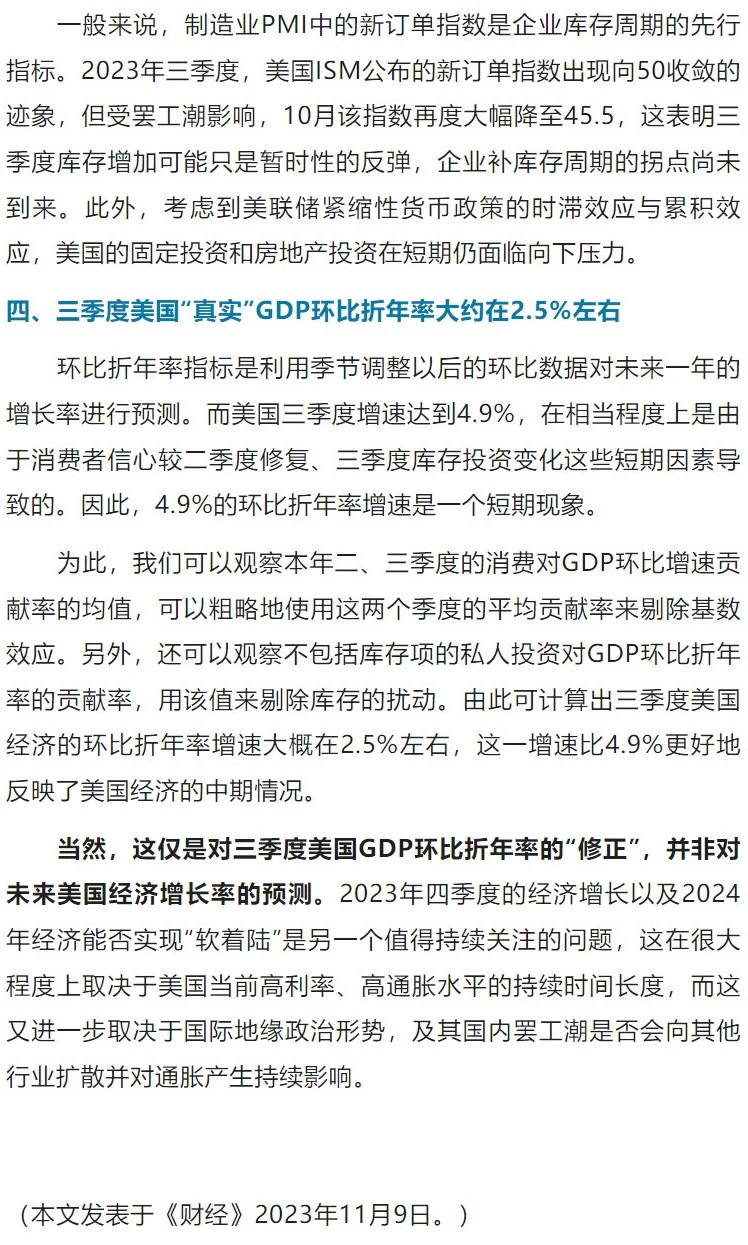 一般来说，制造业PMI中的新订单指数是企业库存周期的先行
指标。2023年三季度，美国ISM公布的新订单指数出现向50收敛的
迹象，但受罢工潮影响，10月该指数再度大幅降至45.5，这表明三
季度库存增加可能只是暂时性的反弹，企业补库存周期的拐点尚未
到来。此外，考虑到美联储紧缩性货币政策的时滞效应与累积效
应，美国的固定投资和房地产投资在短期仍面临向下压力。
四、三季度美国“真实”GDP环比折年率大约在2.5%左右
环比折年率指标是利用季节调整以后的环比数据对未来一年的
增长率进行预测。而美国三季度增速达到4.9%，在相当程度上是由
于消费者信心较二季度修复、三季度库存投资变化这些短期因素导
致的。因此，4.9%的环比折年率增速是一个短期现象。
为此，我们可以观察本年二、三季度的消费对GDP环比增速贡
献率的均值，可以粗略地使用这两个季度的平均贡献率来剔除基数
效应。另外，还可以观察不包括库存项的私人投资对GDP环比折年
率的贡献率，用该值来剔除库存的扰动。由此可计算出三季度美国
经济的环比折年率增速大概在2.5%左右，这一增速比4.9%更好地
反映了美国经济的中期情况。
当然，这仅是对三季度美国GDP环比折年率的“修正”，并非对
未来美国经济增长率的预测。2023年四季度的经济增长以及2024
年经济能否实现“软着陆”是另一个值得持续关注的问题，这在很大
程度上取决于美国当前高利率、高通胀水平的持续时间长度，而这
又进一步取决于国际地缘政治形势，及其国内罢工潮是否会向其他
行业扩散并对通胀产生持续影响。
（本文发表于《财经》2023年11月9日。）